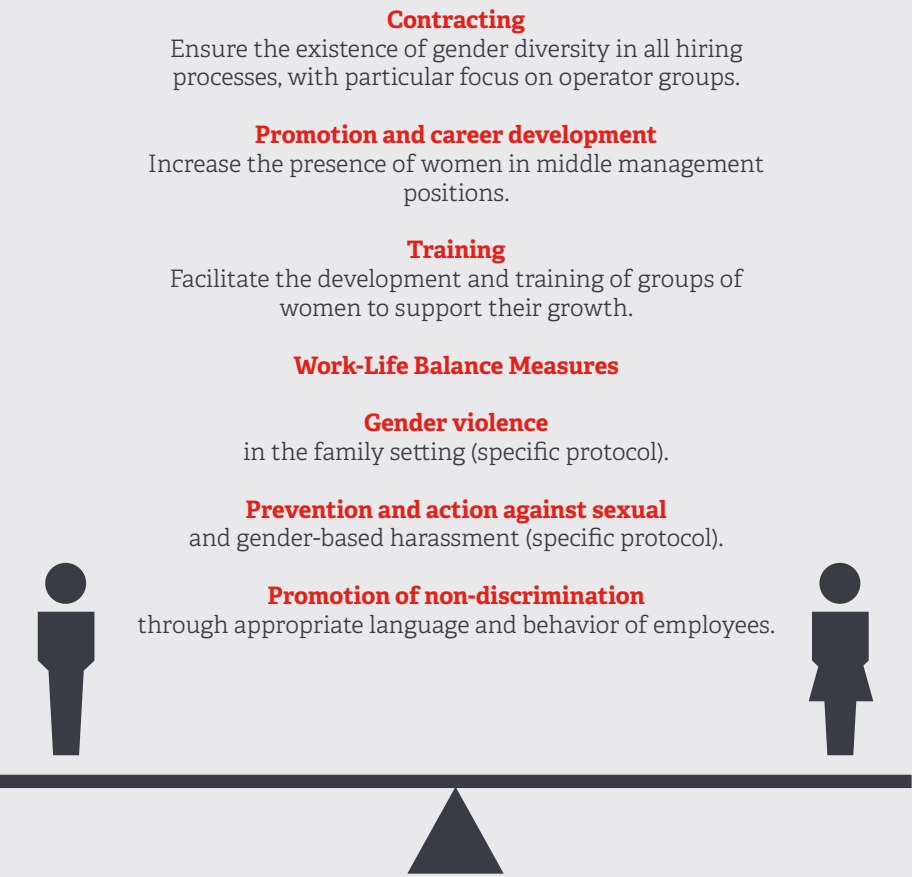 Contracting
Ensure the existence of gender diversity in all hiring
processes, with particular focus on operator groups.
Promotion and career development
Increase the presence of women in middle management
positions.
Training
Facilitate the development and training of groups of
women to support their growth.
Work-Life Balance Measures
Gender violence
in the family setting (specific protocol).
Prevention and action against sexual
and gender-based harassment (specific protocol).
Promotion of non-discrimination
through appropriate language and behavior of employees.